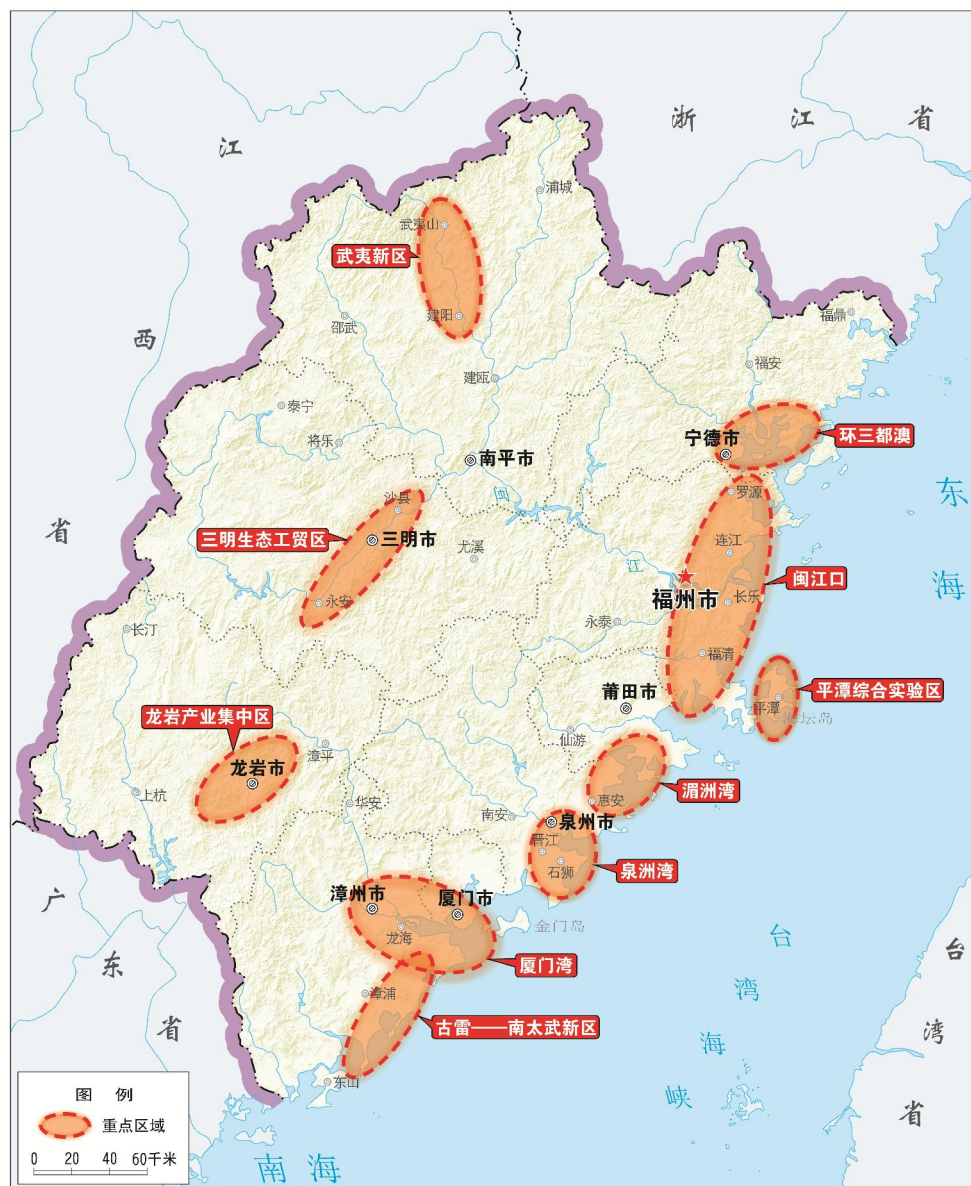 江
浙
江
省
西
省
广
东
省
浦城
武夷山
武夷新区
建阳
邵武
福鼎
福安
建瓯
泰宁
将乐
南平市
宁德市
环三都澳
东
海
闽
江
罗源
连江
闽江口
福州市
长乐
福清
永泰
沙县
三明生态工贸区
三明市
尤溪
永安
长汀
莆田市
仙游
平潭综合实验区
平潭
海坛岛
龙岩产业集中区
龙岩市
漳平
上杭
华安
湄洲湾
惠安
南安
泉州市
晋江
石狮
泉洲湾
漳州市
厦门市
龙海
金门岛
厦门湾
漳浦
古雷——南太武新区
东山
台
湾
海
峡
台
湾
省
图 例
重点区域
0 20 40 60千米
南 海